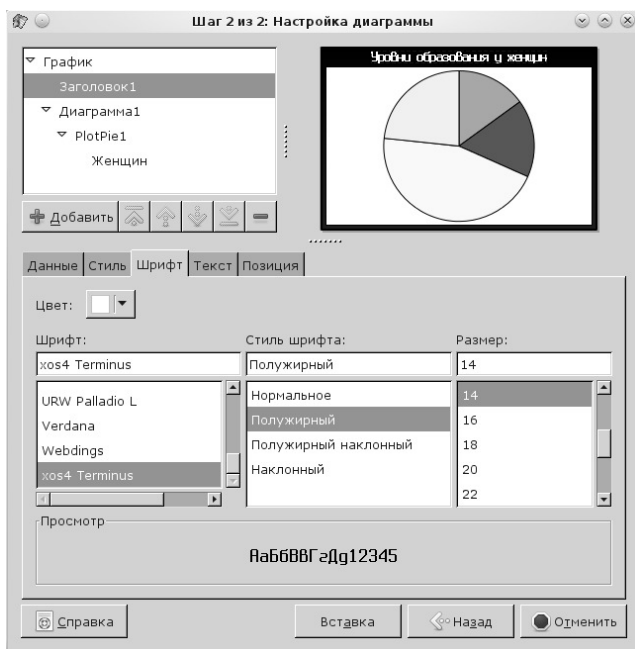 Шаг 2 из 2: Настройка диаграммы
График
Заголовок1
Диаграмма1
PlotPie1
Женщин
Добавить
Уровни образования у женщин
Данные Стиль Шрифт Текст Позиция
Цвет:
Шрифт: Стиль шрифта: Размер:
xos4 Terminus Полужирный 14
URW Palladio L Нормальное 14
Verdana Полужирный 16
Webdings Полужирный наклонный 18
xos4 Terminus Наклонный 20
22
Просмотр
АаБбВВГгДд12345
Справка Вставка Назад Отменить